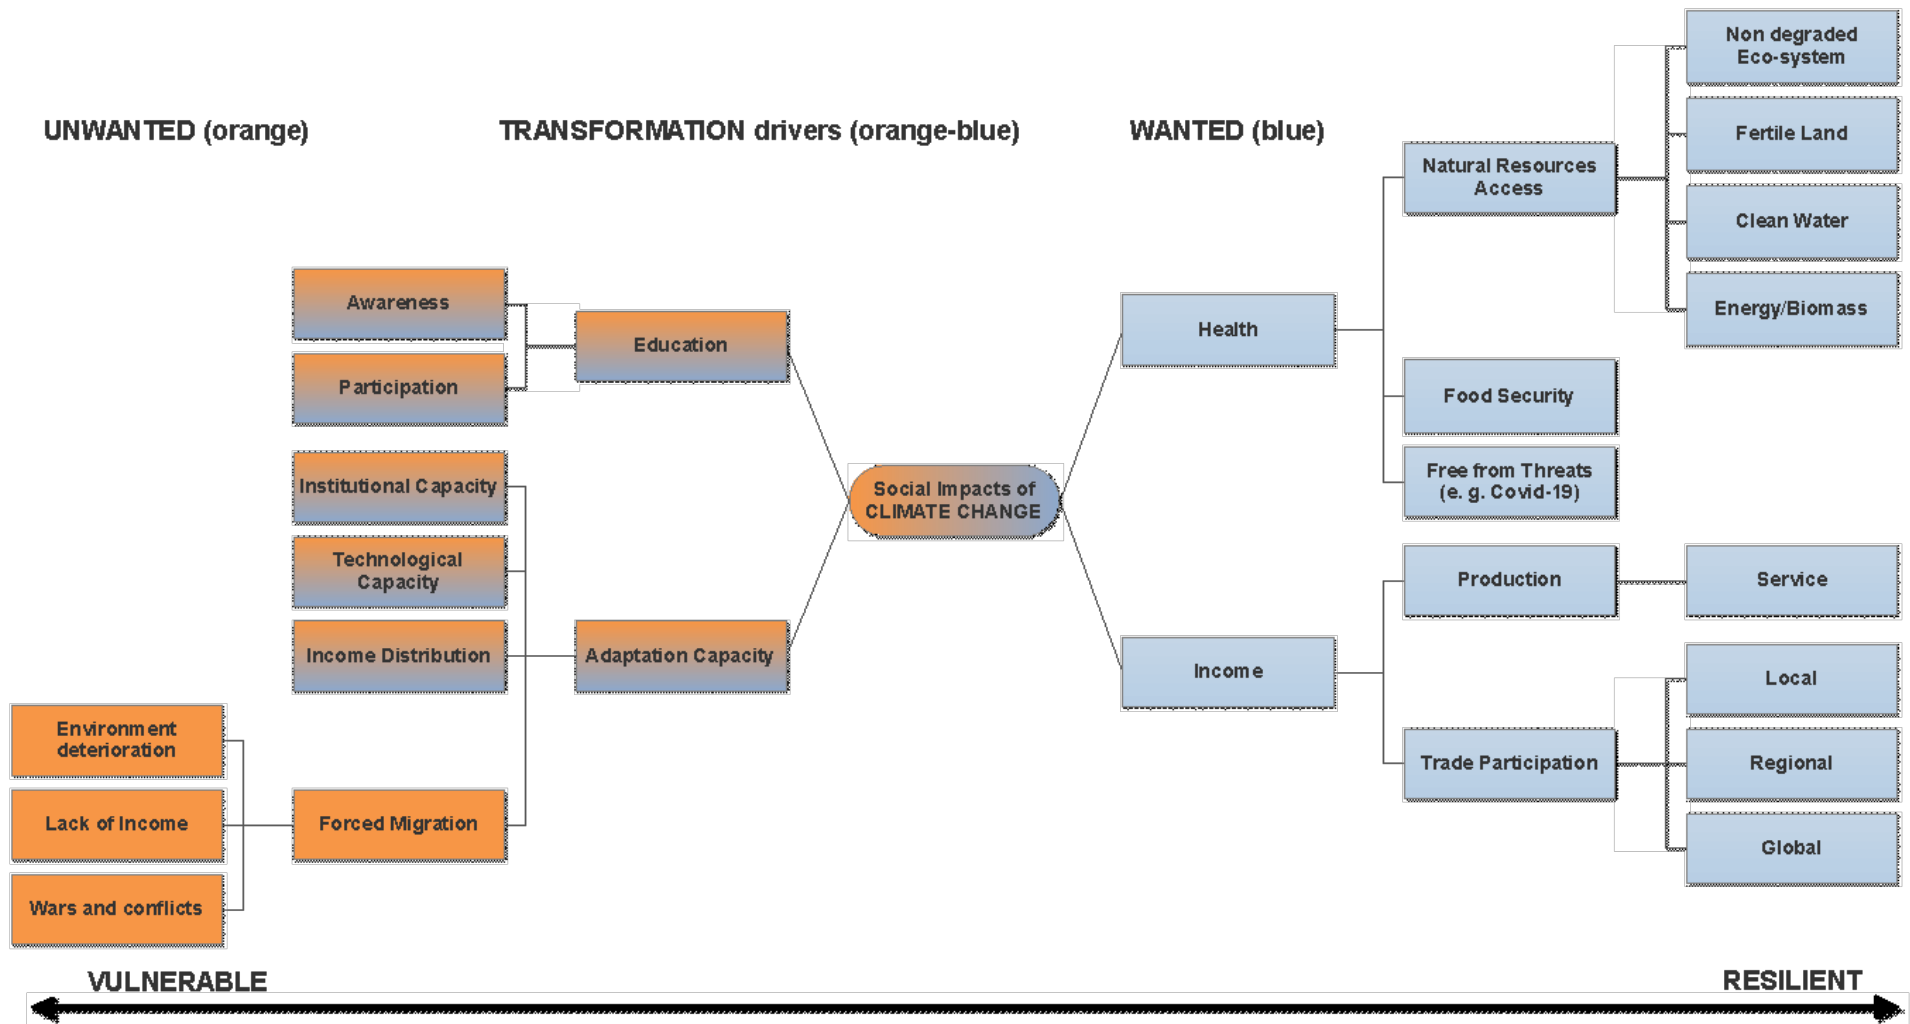 UNWANTED (orange)
TRANSFORMATION drivers (orange-blue)
WANTED (blue)
Awareness
Participation
Education
Institutional Capacity
Technological
Capacity
Income Distribution
Adaptation Capacity
Environment
deterioration
Lack of Income
Wars and conflicts
Forced Migration
Social Impacts of
CLIMATE CHANGE
Health
Natural Resources
Access
Non degraded
Eco-system
Fertile Land
Clean Water
Energy/Biomass
Food Security
Free from Threats
(e. g. Covid-19)
Income
Production
Service
Trade Participation
Local
Regional
Global
VULNERABLE
RESILIENT